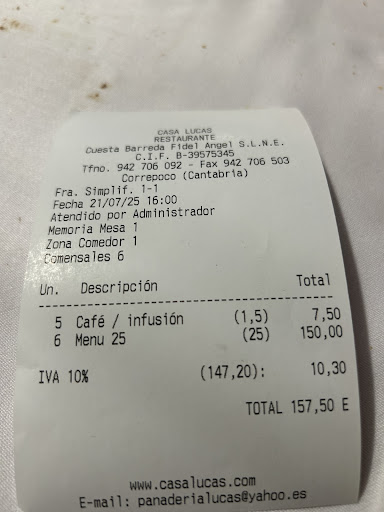 CASA LUCAS
RESTAURANTE
Cuesta Barreda Fidel Angel S.L.N.E.
C.I.F. B-39575345
Tfno. 942 706 092 - Fax 942 706 503
Correpoco (Cantabria)
Fra. Simplif. 1-1
Fecha 21/07/25 16:00
Atendido por Administrador
Memoria Mesa 1
Zona Comedor 1
Comensales 6
Un. Descripción Total
5 Café / infusión (1,5) 7,50
6 Menu 25 (25) 150,00
IVA 10% (147,20): 10,30
TOTAL 157,50 E
www.casalucas.com
E-mail: panaderialucas@yahoo.es